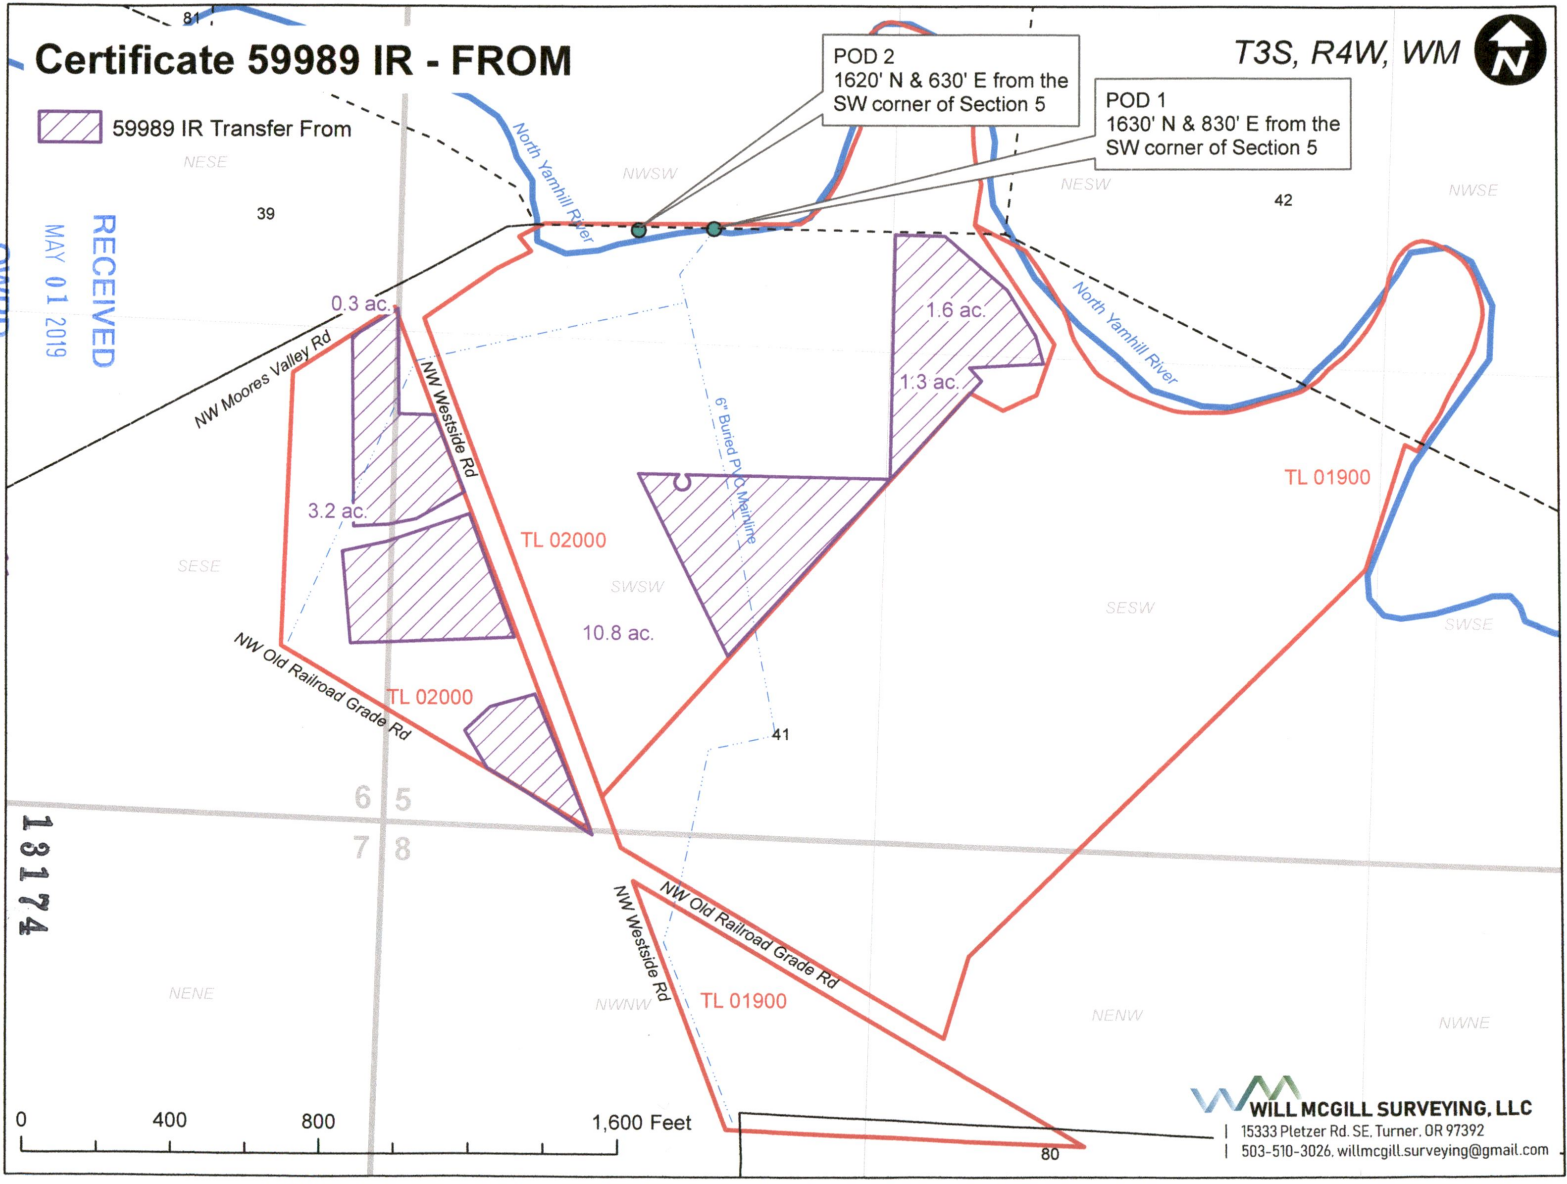 81
Certificate 59989 IR - FROM
T3S, R4W, WM
N
POD 2
1620' N & 630' E from the
SW corner of Section 5
POD 1
1630' N & 830' E from the
SW corner of Section 5
59989 IR Transfer From
North Yamhill River
NESE
NWSW
NESW
NWSE
39
42
RECEIVED
MAY 01 2019
OWRD
0.3 ac.
1.6 ac.
North Yamhill River
NW Moores Valley Rd
NW Westside Rd
1.3 ac.
6" Buried PVC Mainline
TL 01900
3.2 ac.
TL 02000
SESE
SWSW
SESW
SWSE
10.8 ac.
NW Old Railroad Grade Rd
TL 02000
41
6 5
7 8
13174
NW Old Railroad Grade Rd
NW Westside Rd
TL 01900
NENE
NWNW
NENW
NWNE
0 400 800 1,600 Feet
80
WM
WILL MCGILL SURVEYING, LLC
15333 Pletzer Rd. SE, Turner, OR 97392
503-510-3026, willmcgill.surveying@gmail.com